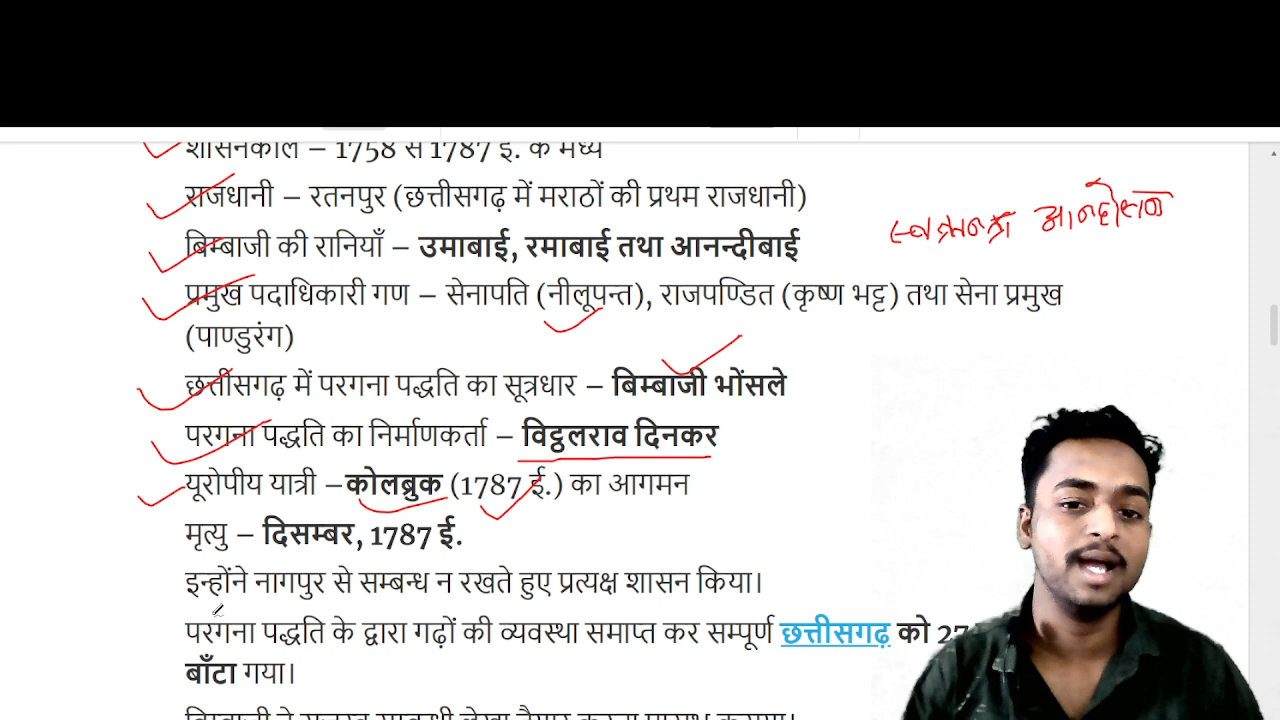 शासनकाल – 1758 से 1787 ई. के मध्य
राजधानी – रतनपुर (छत्तीसगढ़ में मराठों की प्रथम राजधानी)
आन्दोलन
बिम्बाजी की रानियाँ – उमाबाई, रमाबाई तथा आनन्दीबाई
प्रमुख पदाधिकारी गण – सेनापति (नीलूपन्त), राजपण्डित (कृष्ण भट्ट) तथा सेना प्रमुख
(पाण्डुरंग)
छत्तीसगढ़ में परगना पद्धति का सूत्रधार – बिम्बाजी भोंसले
परगना पद्धति का निर्माणकर्ता – विट्ठलराव दिनकर
यूरोपीय यात्री –कोलब्रुक (1787 ई.) का आगमन
मृत्यु – दिसम्बर, 1787 ई.
इन्होंने नागपुर से सम्बन्ध न रखते हुए प्रत्यक्ष शासन किया।
परगना पद्धति के द्वारा गढ़ों की व्यवस्था समाप्त कर सम्पूर्ण छत्तीसगढ़ को 27
बाँटा गया।